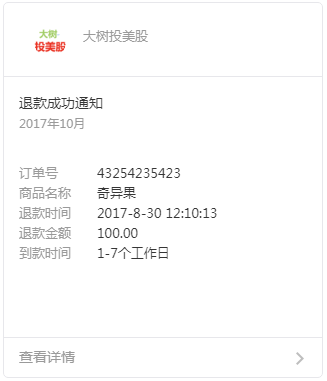 大树
投美股
大树投美股
退款成功通知
2017年10月
订单号 43254235423
商品名称 奇异果
退款时间 2017-8-30 12:10:13
退款金额 100.00
到款时间 1-7个工作日
查看详情